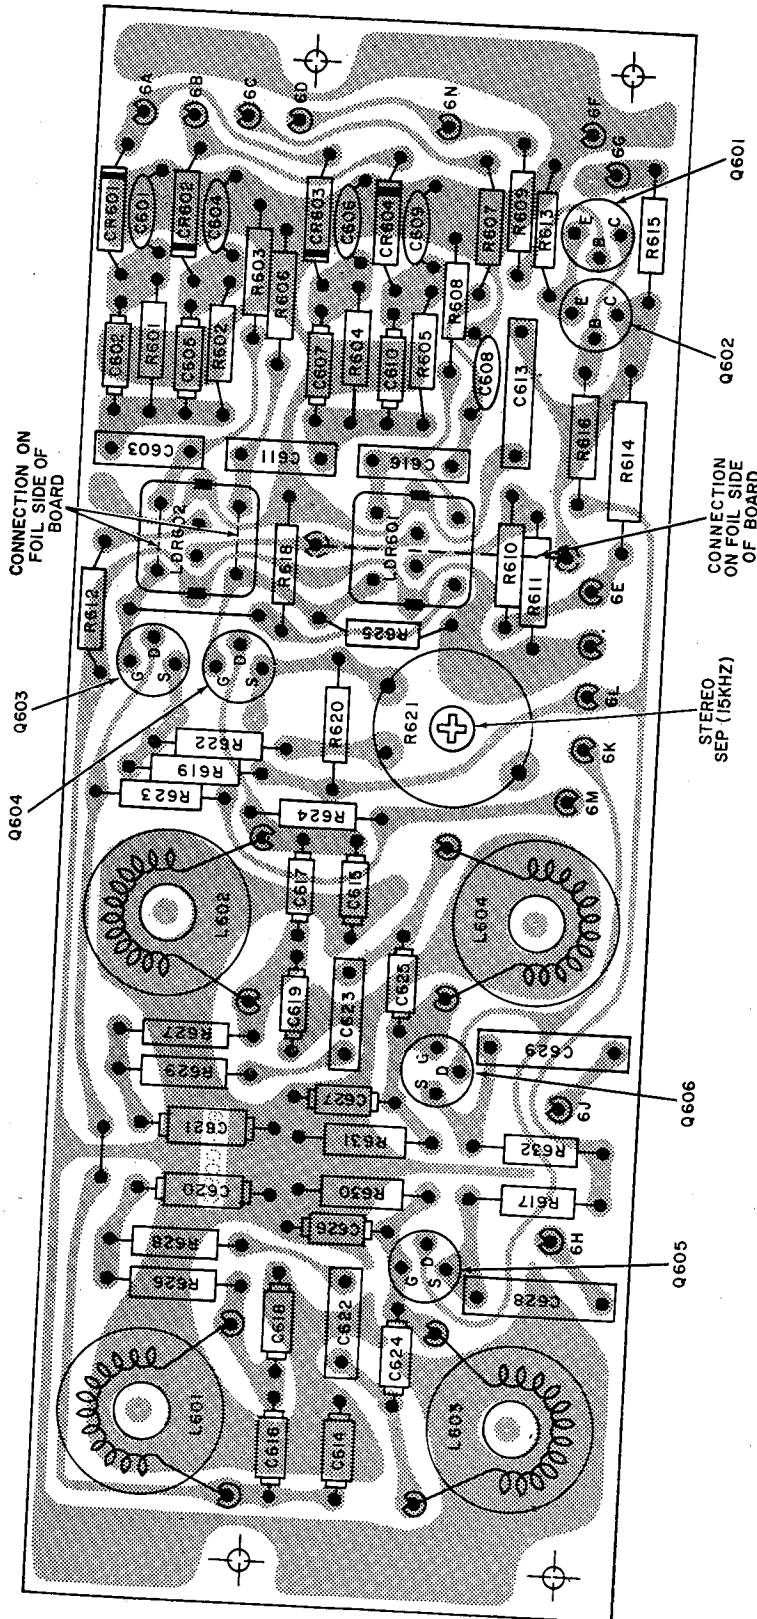 6A
6B
6C
6D
6N
6F
6G
Q601
CR601
C601
CR602
C604
R603
R606
CR603
C606
CR604
C609
R607
R609
R613
E
B
C
R615
C602
R601
C605
R602
C607
R604
C610
R605
R608
C608
C613
E
B
C
Q602
R616
R614
C603
C611
C616
CONNECTION ON
FOIL SIDE OF
BOARD
LDR602
R618
LDR601
R610
R611
CONNECTION
ON FOIL SIDE
OF BOARD
R612
6E
R625
Q603
G
D
S
G
D
S
Q604
R620
R621
STEREO
SEP (15KHZ)
6L
6K
6M
R622
R619
R623
R624
L602
C617
C615
L604
C619
C623
C625
R627
R629
S
G
D
C629
Q606
C621
C627
R631
R632
6J
C620
R630
R617
C626
6H
R628
R626
G
D
S
Q605
C628
C618
C622
C624
L601
C616
C614
L603